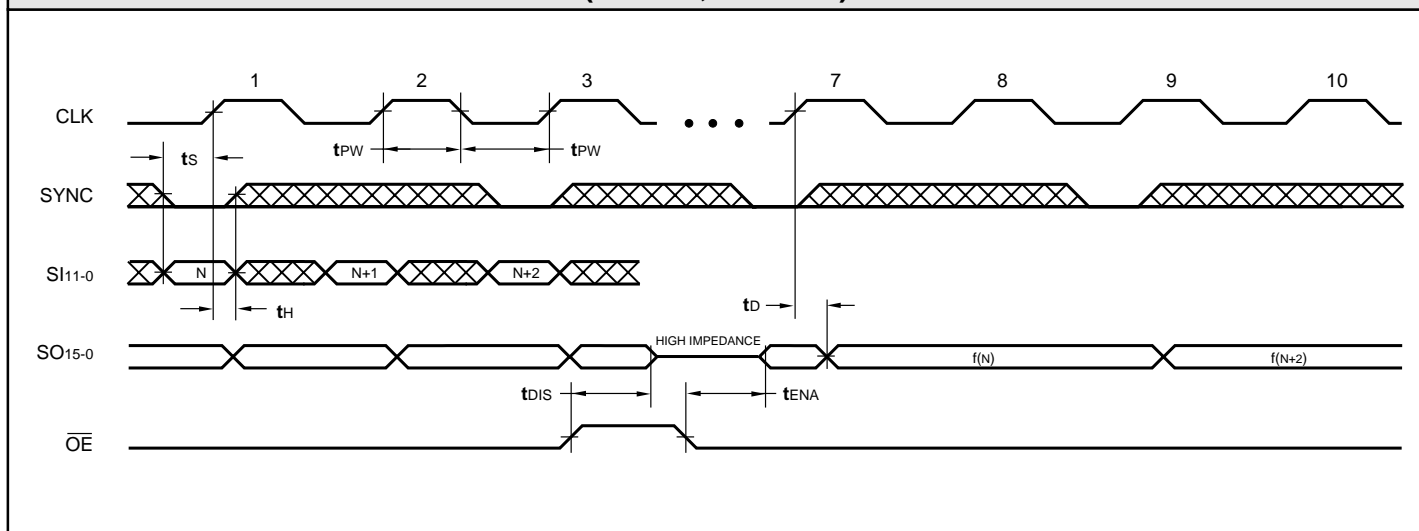 1 2 3 7 8 9 10
CLK
tS
tPW
tPW
SYNC
SI11-0
N
N+1
N+2
tH
tD
SO15-0
HIGH IMPEDANCE
f(N)
f(N+2)
tDIS
tENA
OE